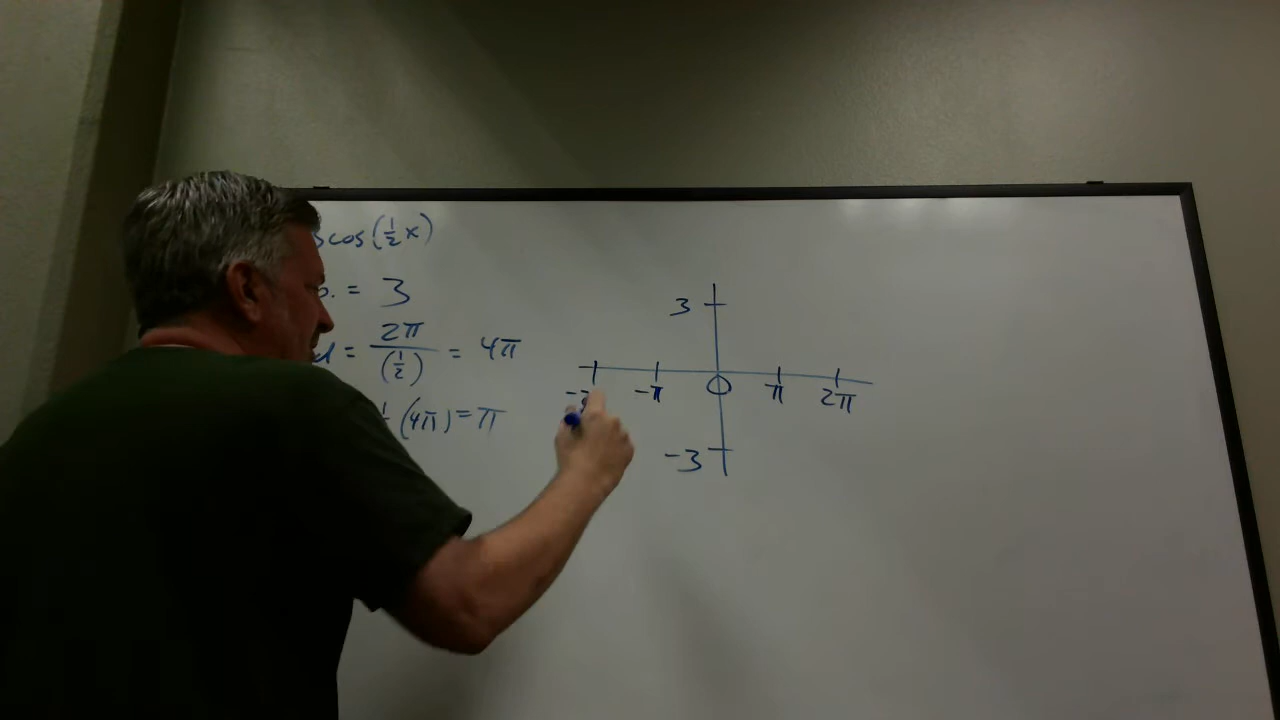 cos(½x)
= 3
= 2π/(½) = 4π
(4π) = π
3
-π 0 π 2π
-3